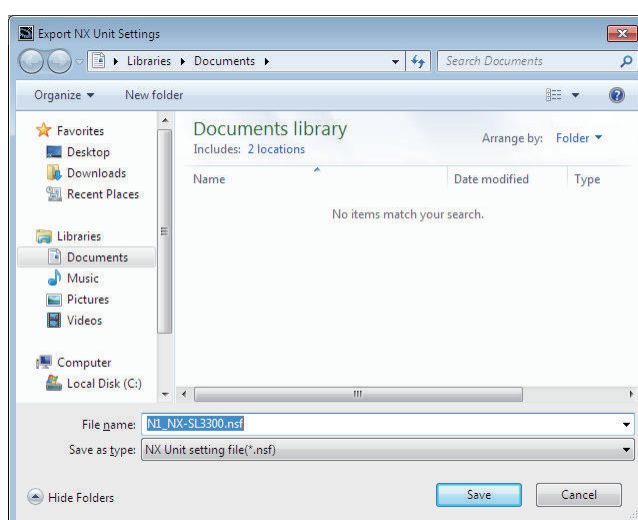 Export NX Unit Settings
Libraries Documents
Search Documents
Organize New folder
Favorites
Desktop
Downloads
Recent Places
Libraries
Documents
Music
Pictures
Videos
Computer
Local Disk (C:)
Documents library
Includes: 2 locations
Arrange by: Folder
Name Date modified Type
No items match your search.
File name: N1_NX-SL3300.nsf
Save as type: NX Unit setting file(*.nsf)
Hide Folders
Save Cancel